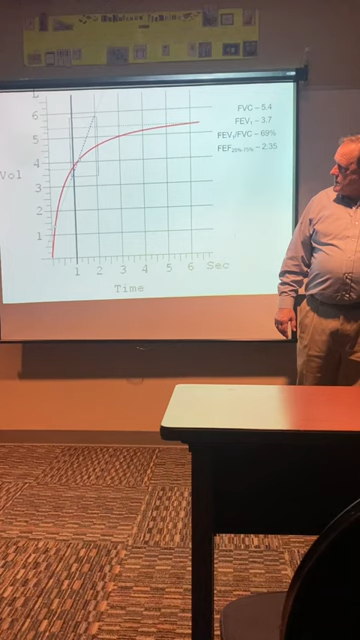 L
6
5
4
3
2
1
Vol
1 2 3 4 5 6 Sec
Time
FVC – 5.4
FEV₁ – 3.7
FEV₁/FVC – 69%
FEF₂₅%-₇₅% – 2.35